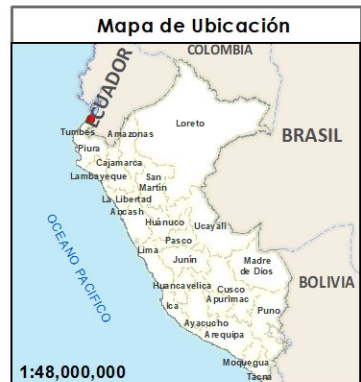 Mapa de Ubicación
COLOMBIA
ECUADOR
Tumbes
Amazonas
Loreto
BRASIL
Piura
Cajamarca
Lambayeque
San
Martín
La Libertad
Ancash
Huánuco
Ucayali
Pasco
OCEANO PACIFICO
Lima
Junín
Madre
de Dios
BOLIVIA
Huancavelica
Cusco
Apurimac
Ica
Puno
Ayacucho
Arequipa
Moquegua
Tacna
1:48,000,000